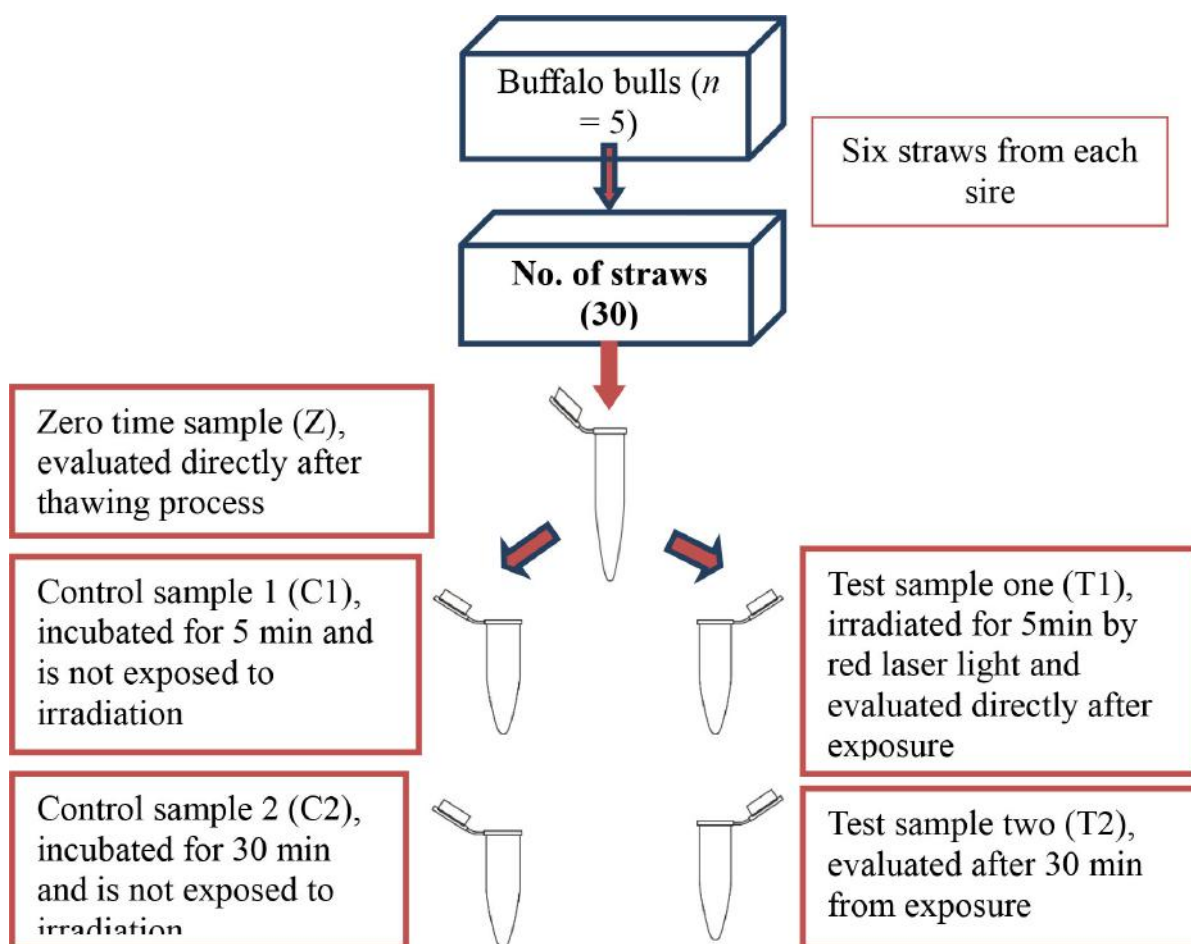 Buffalo bulls (n
= 5)
Six straws from each
sire
No. of straws
(30)
Zero time sample (Z),
evaluated directly after
thawing process
Control sample 1 (C1),
incubated for 5 min and
is not exposed to
irradiation
Test sample one (T1),
irradiated for 5min by
red laser light and
evaluated directly after
exposure
Control sample 2 (C2),
incubated for 30 min
and is not exposed to
irradiation
Test sample two (T2),
evaluated after 30 min
from exposure